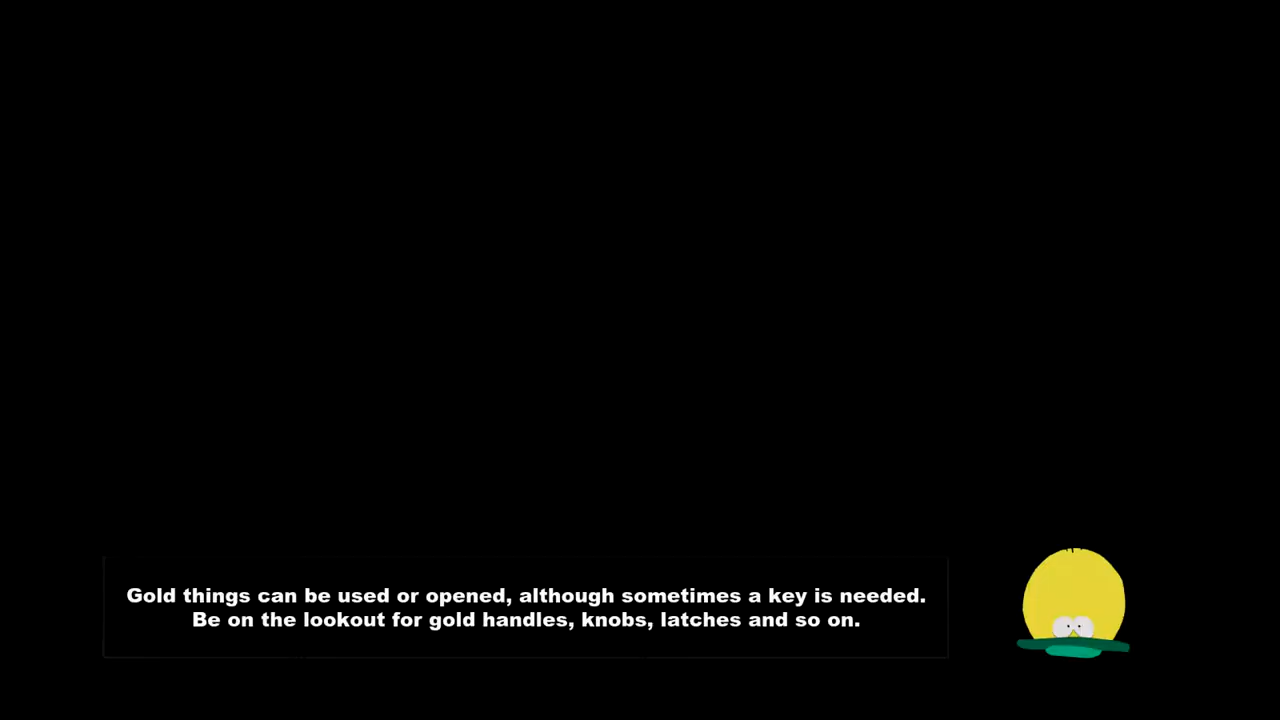 Gold things can be used or opened, although sometimes a key is needed.
Be on the lookout for gold handles, knobs, latches and so on.